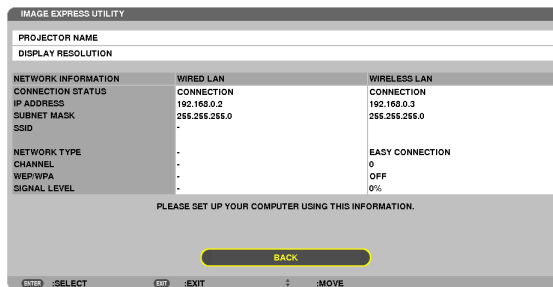 IMAGE EXPRESS UTILITY
PROJECTOR NAME
DISPLAY RESOLUTION
NETWORK INFORMATION WIRED LAN WIRELESS LAN
CONNECTION STATUS CONNECTION CONNECTION
IP ADDRESS 192.168.0.2 192.168.0.3
SUBNET MASK 255.255.255.0 255.255.255.0
SSID -
NETWORK TYPE - EASY CONNECTION
CHANNEL - 0
WEP/WPA - OFF
SIGNAL LEVEL - 0%
PLEASE SET UP YOUR COMPUTER USING THIS INFORMATION.
BACK
ENTER :SELECT EXIT :EXIT :MOVE